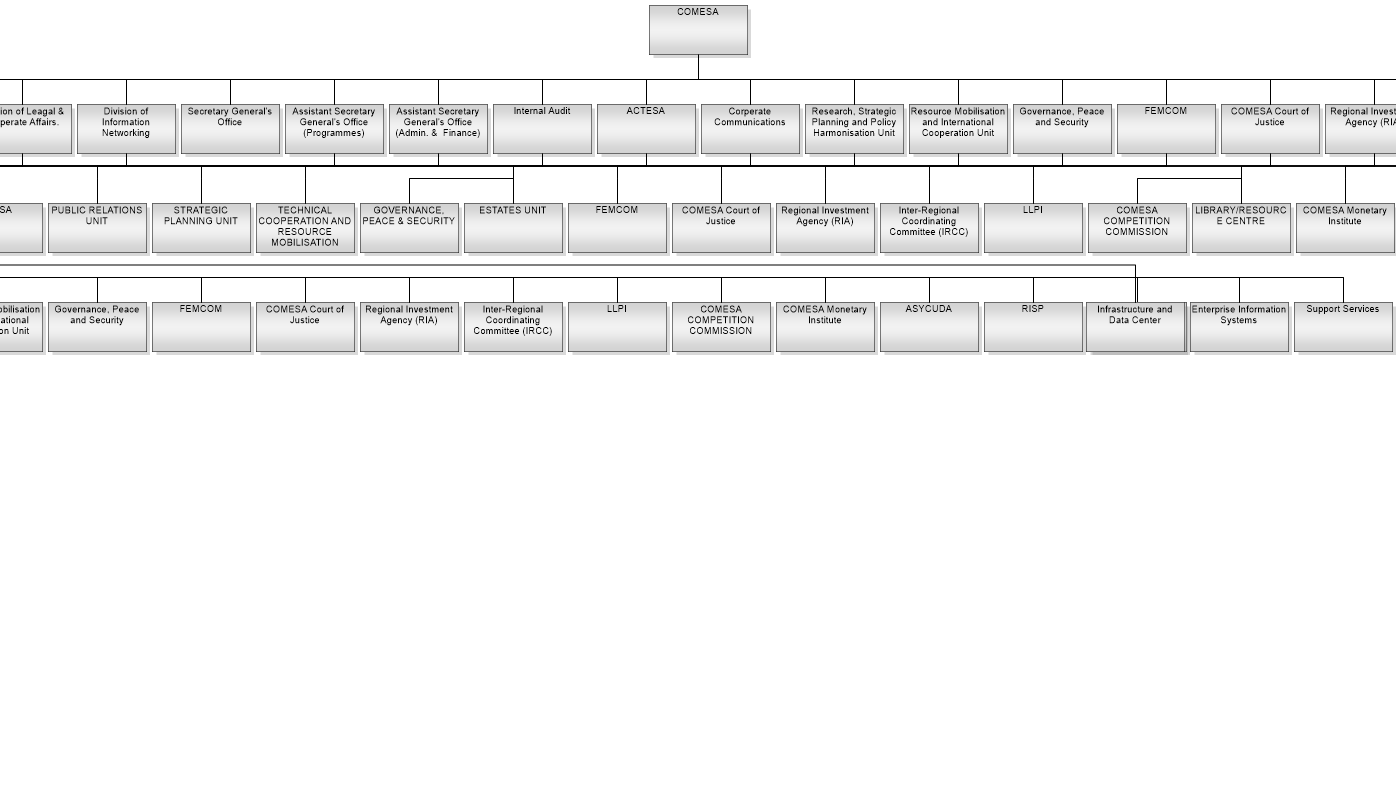 COMESA
ion of Leagal &
perate Affairs.
Division of
Information
Networking
Secretary General's
Office
Assistant Secretary
General's Office
(Programmes)
Assistant Secretary
General's Office
(Admin. & Finance)
Internal Audit
ACTESA
Corperate
Communications
Research, Strategic
Planning and Policy
Harmonisation Unit
Resource Mobilisation
and International
Cooperation Unit
Governance, Peace
and Security
FEMCOM
COMESA Court of
Justice
Regional Invest
Agency (RIA
SA
PUBLIC RELATIONS
UNIT
STRATEGIC
PLANNING UNIT
TECHNICAL
COOPERATION AND
RESOURCE
MOBILISATION
GOVERNANCE,
PEACE & SECURITY
ESTATES UNIT
FEMCOM
COMESA Court of
Justice
Regional Investment
Agency (RIA)
Inter-Regional
Coordinating
Committee (IRCC)
LLPI
COMESA
COMPETITION
COMMISSION
LIBRARY/RESOURC
E CENTRE
COMESA Monetary
Institute
obilisation
ational
on Unit
Governance, Peace
and Security
FEMCOM
COMESA Court of
Justice
Regional Investment
Agency (RIA)
Inter-Regional
Coordinating
Committee (IRCC)
LLPI
COMESA
COMPETITION
COMMISSION
COMESA Monetary
Institute
ASYCUDA
RISP
Infrastructure and
Data Center
Enterprise Information
Systems
Support Services